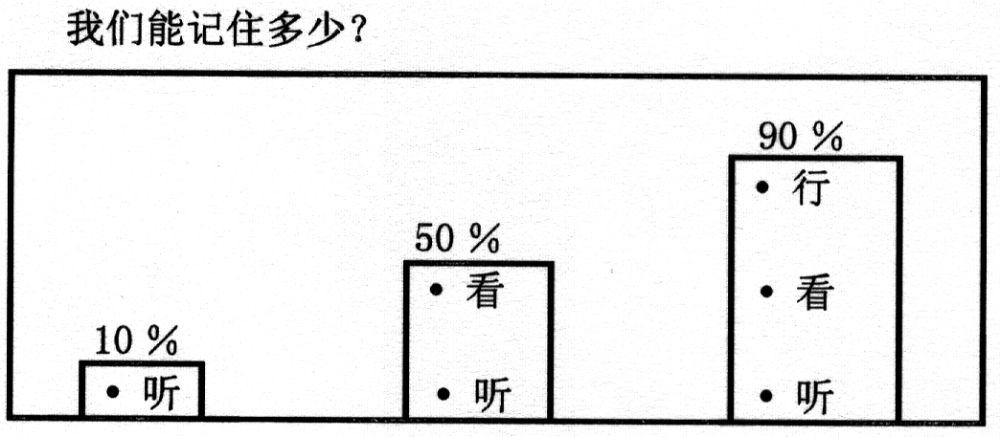 我们能记住多少？
90 %
• 行
50 %
• 看
• 看
10 %
• 听
• 听
• 听